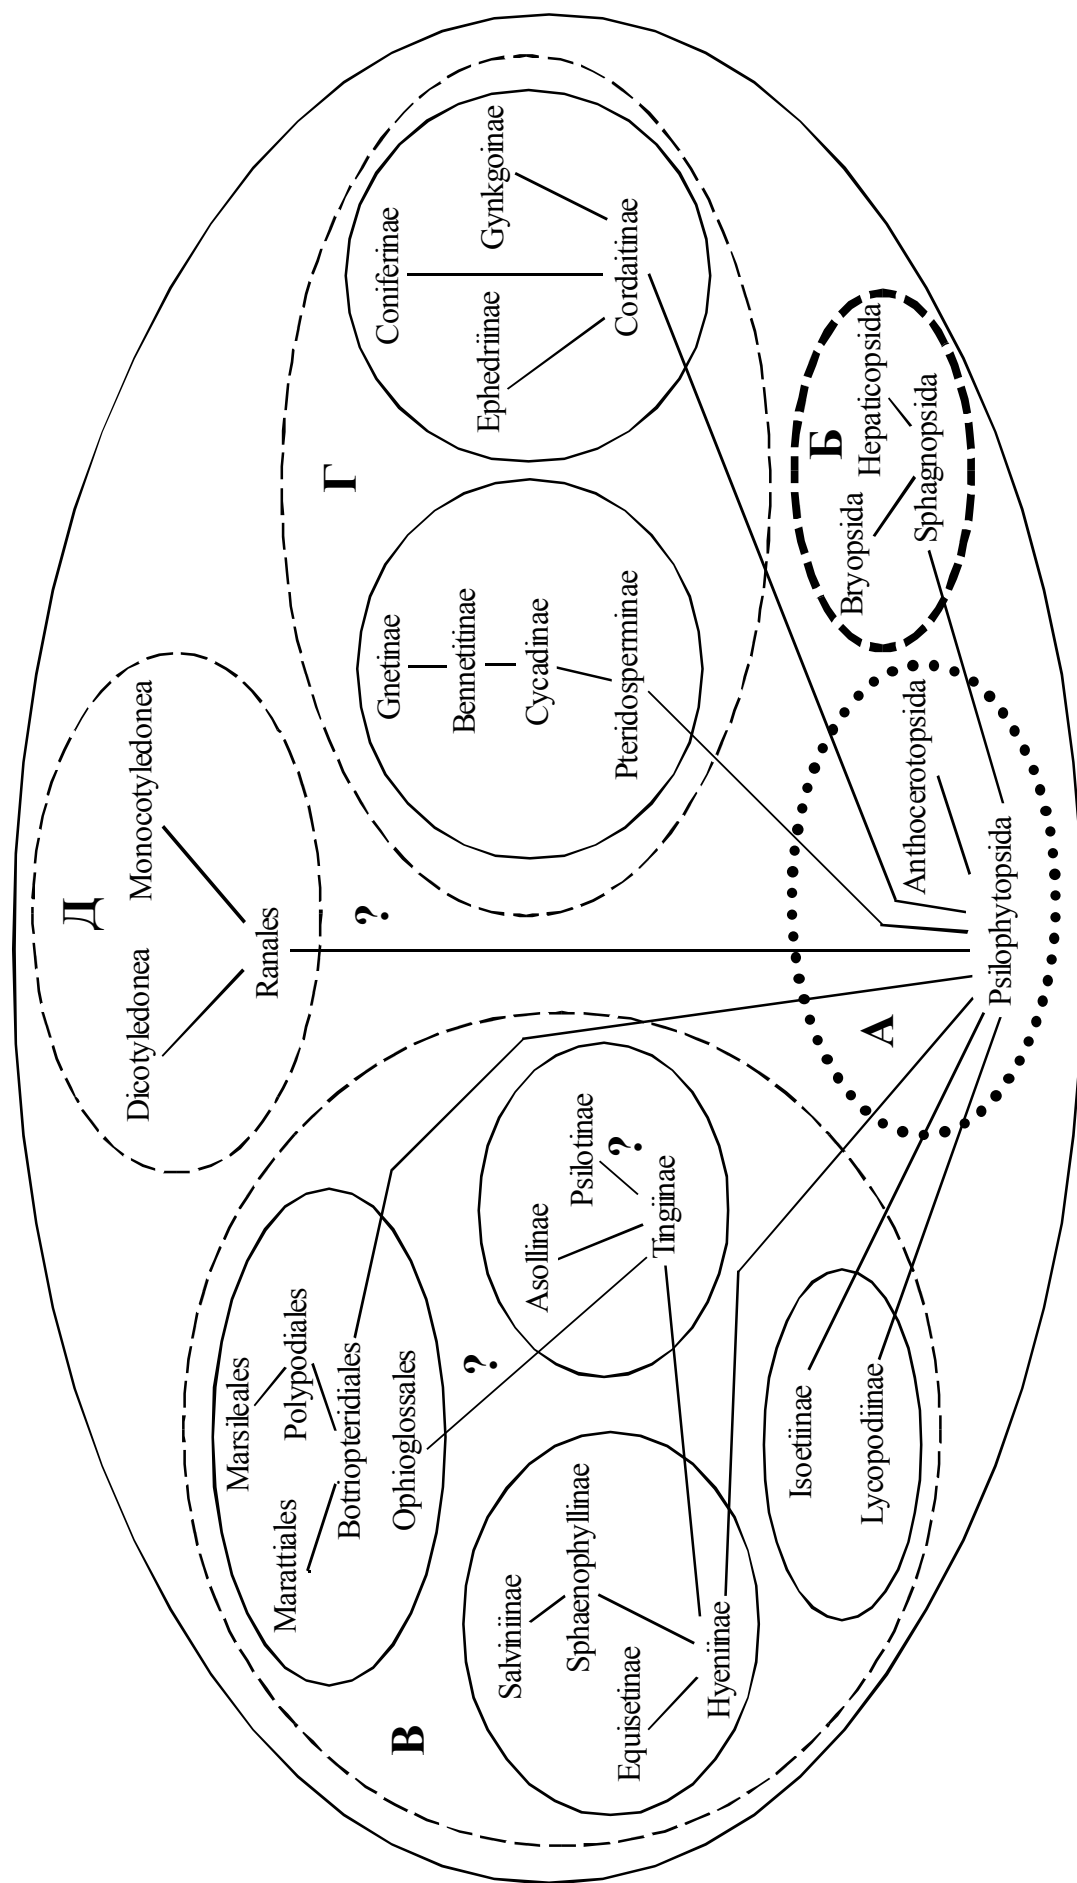 Д
Dicotyledonea
Monocotyledonea
Ranales
?
В
Marsileales
Marattiales
Polypodiales
Botriopteridiales
Ophioglossales
?
Salviniinae
Sphaenophyllinae
Equisetinae
Hyeniinae
Asollinae
Psilotinae
?
Tingiinae
Isoetiinae
Lycopodiinae
Г
Gnetinae
Bennetitinae
Cycadinae
Pteridosperminae
Coniferinae
Ephedriinae
Gynkgoinae
Cordaitinae
А
Anthocerotopsida
Psilophytopsida
Б
Bryopsida
Hepaticopsida
Sphagnopsida